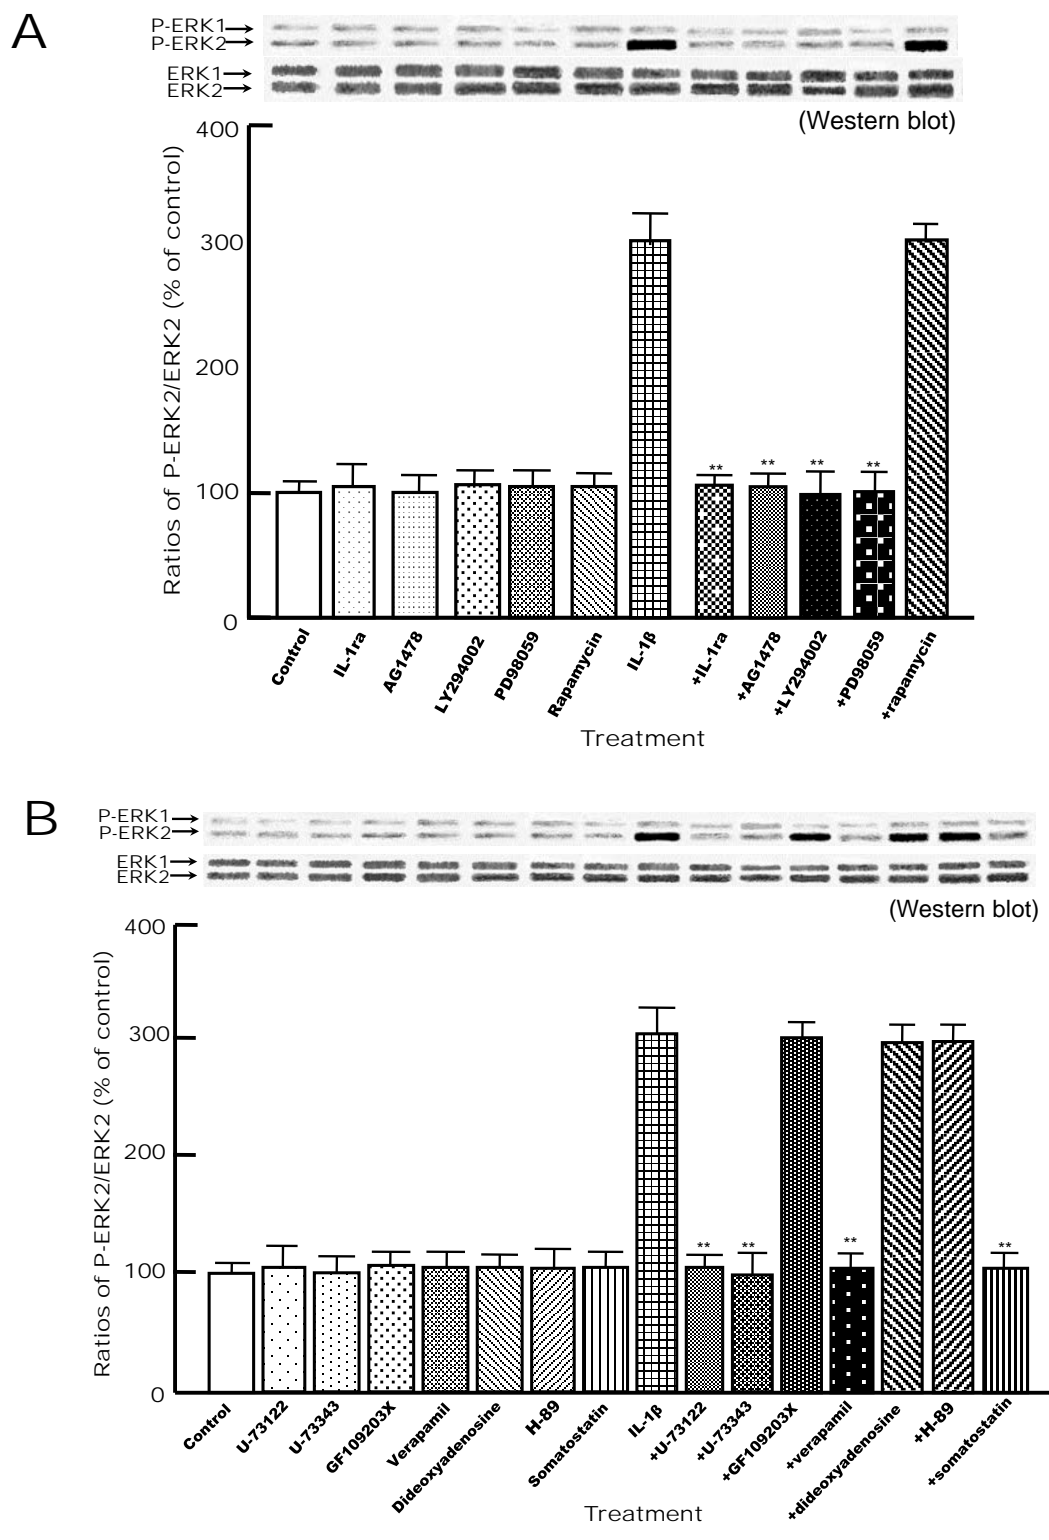 A
P-ERK1
P-ERK2
ERK1
ERK2
(Western blot)
Ratios of P-ERK2/ERK2 (% of control)
400
300
200
100
0
** ** ** **
Control IL-1ra AG1478 LY294002 PD98059 Rapamycin IL-1β +IL-1ra +AG1478 +LY294002 +PD98059 +rapamycin
Treatment
B
P-ERK1
P-ERK2
ERK1
ERK2
(Western blot)
Ratios of P-ERK2/ERK2 (% of control)
400
300
200
100
0
** ** ** **
Control U-73122 U-73343 GF109203X Verapamil Dideoxyadenosine H-89 Somatostatin IL-1β +U-73122 +U-73343 +GF109203X +verapamil +dideoxyadenosine +H-89 +somatostatin
Treatment